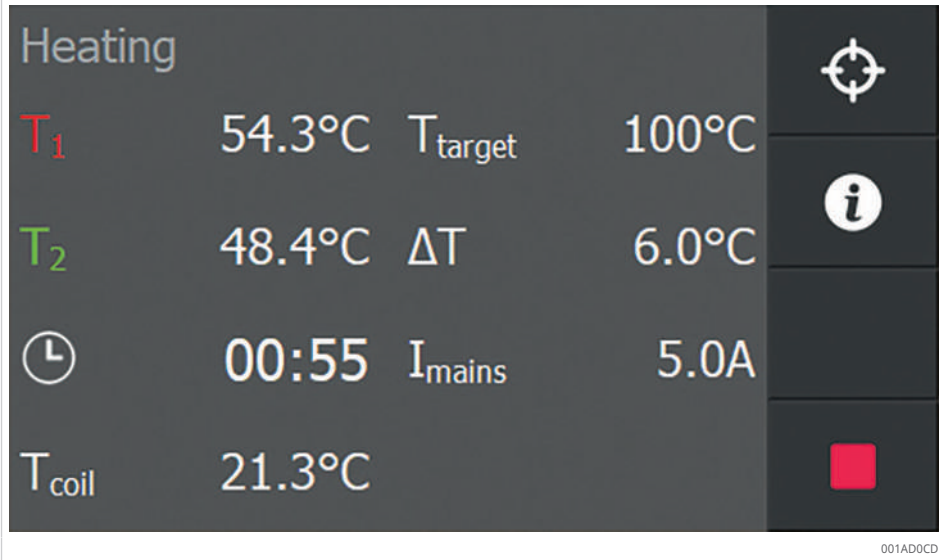 Heating
T1 54.3°C Ttarget 100°C
T2 48.4°C ΔT 6.0°C
00:55 Imains 5.0A
Tcoil 21.3°C
i
001AD0CD